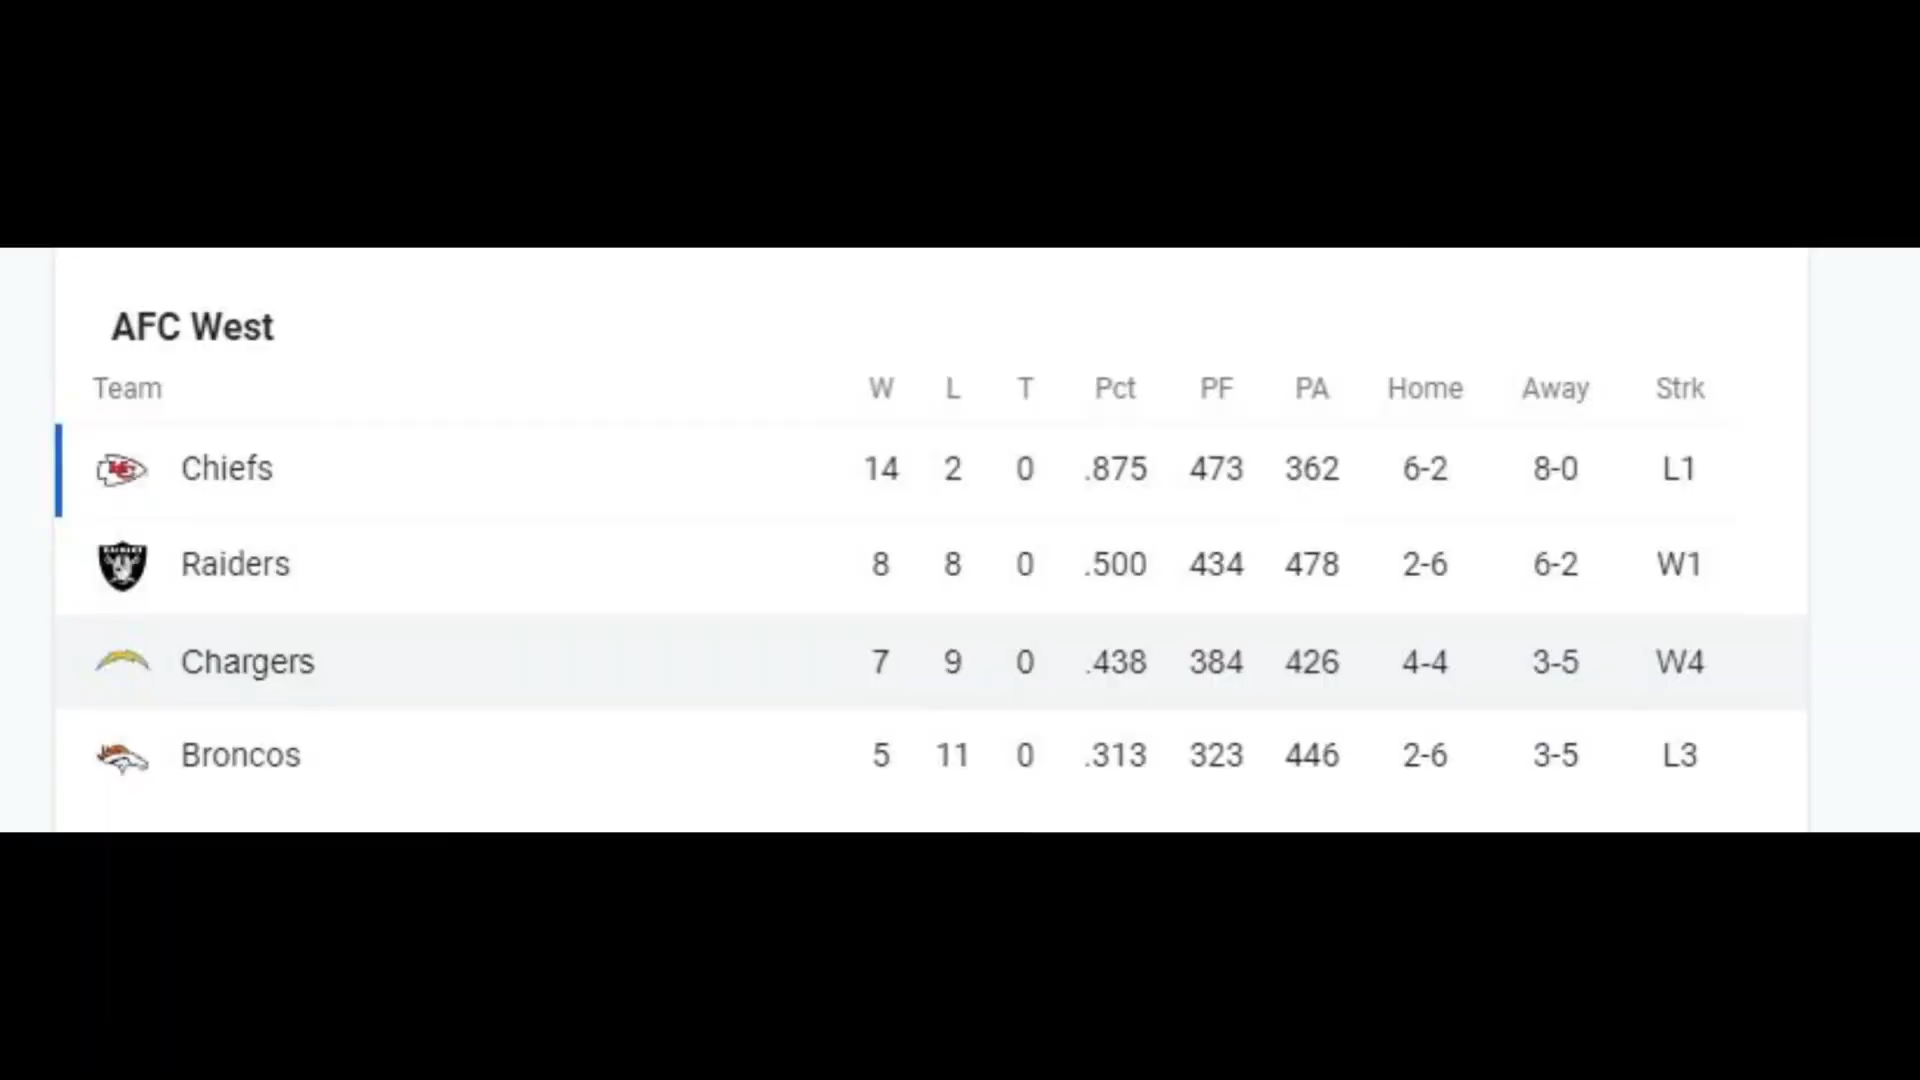 AFC West
Team W L T Pct PF PA Home Away Strk
Chiefs 14 2 0 .875 473 362 6-2 8-0 L1
Raiders 8 8 0 .500 434 478 2-6 6-2 W1
Chargers 7 9 0 .438 384 426 4-4 3-5 W4
Broncos 5 11 0 .313 323 446 2-6 3-5 L3